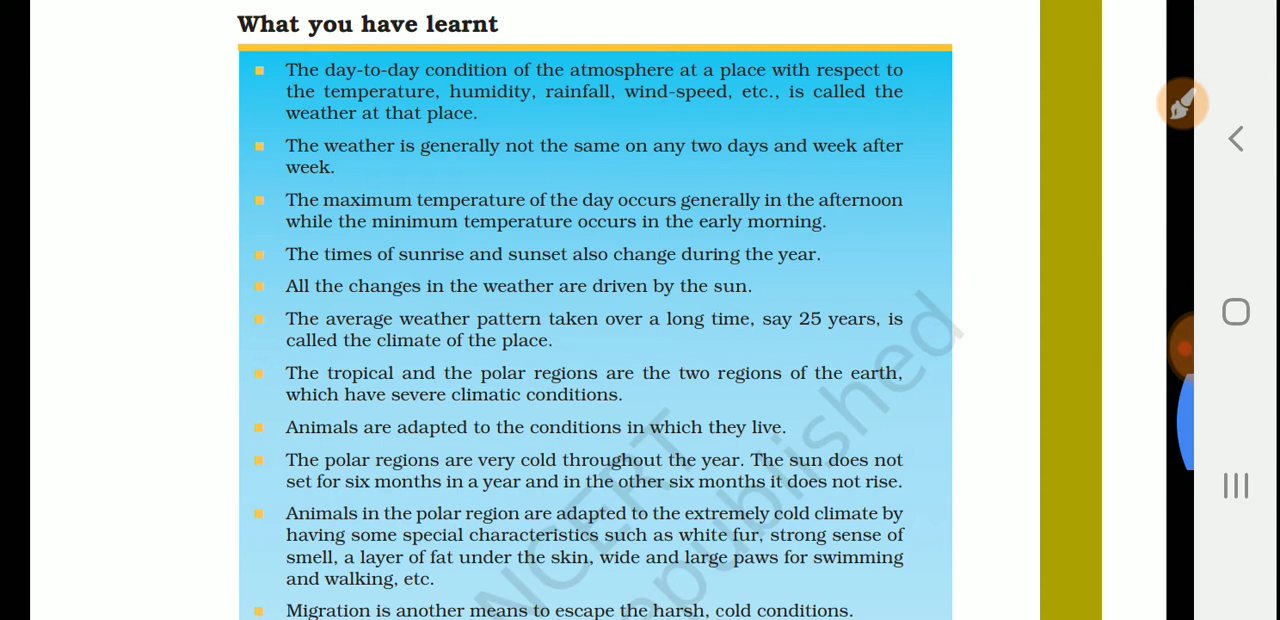 What you have learnt
The day-to-day condition of the atmosphere at a place with respect to
the temperature, humidity, rainfall, wind-speed, etc., is called the
weather at that place.
The weather is generally not the same on any two days and week after
week.
The maximum temperature of the day occurs generally in the afternoon
while the minimum temperature occurs in the early morning.
The times of sunrise and sunset also change during the year.
All the changes in the weather are driven by the sun.
The average weather pattern taken over a long time, say 25 years, is
called the climate of the place.
The tropical and the polar regions are the two regions of the earth,
which have severe climatic conditions.
Animals are adapted to the conditions in which they live.
The polar regions are very cold throughout the year. The sun does not
set for six months in a year and in the other six months it does not rise.
Animals in the polar region are adapted to the extremely cold climate by
having some special characteristics such as white fur, strong sense of
smell, a layer of fat under the skin, wide and large paws for swimming
and walking, etc.
Migration is another means to escape the harsh, cold conditions.
NCERT
republished